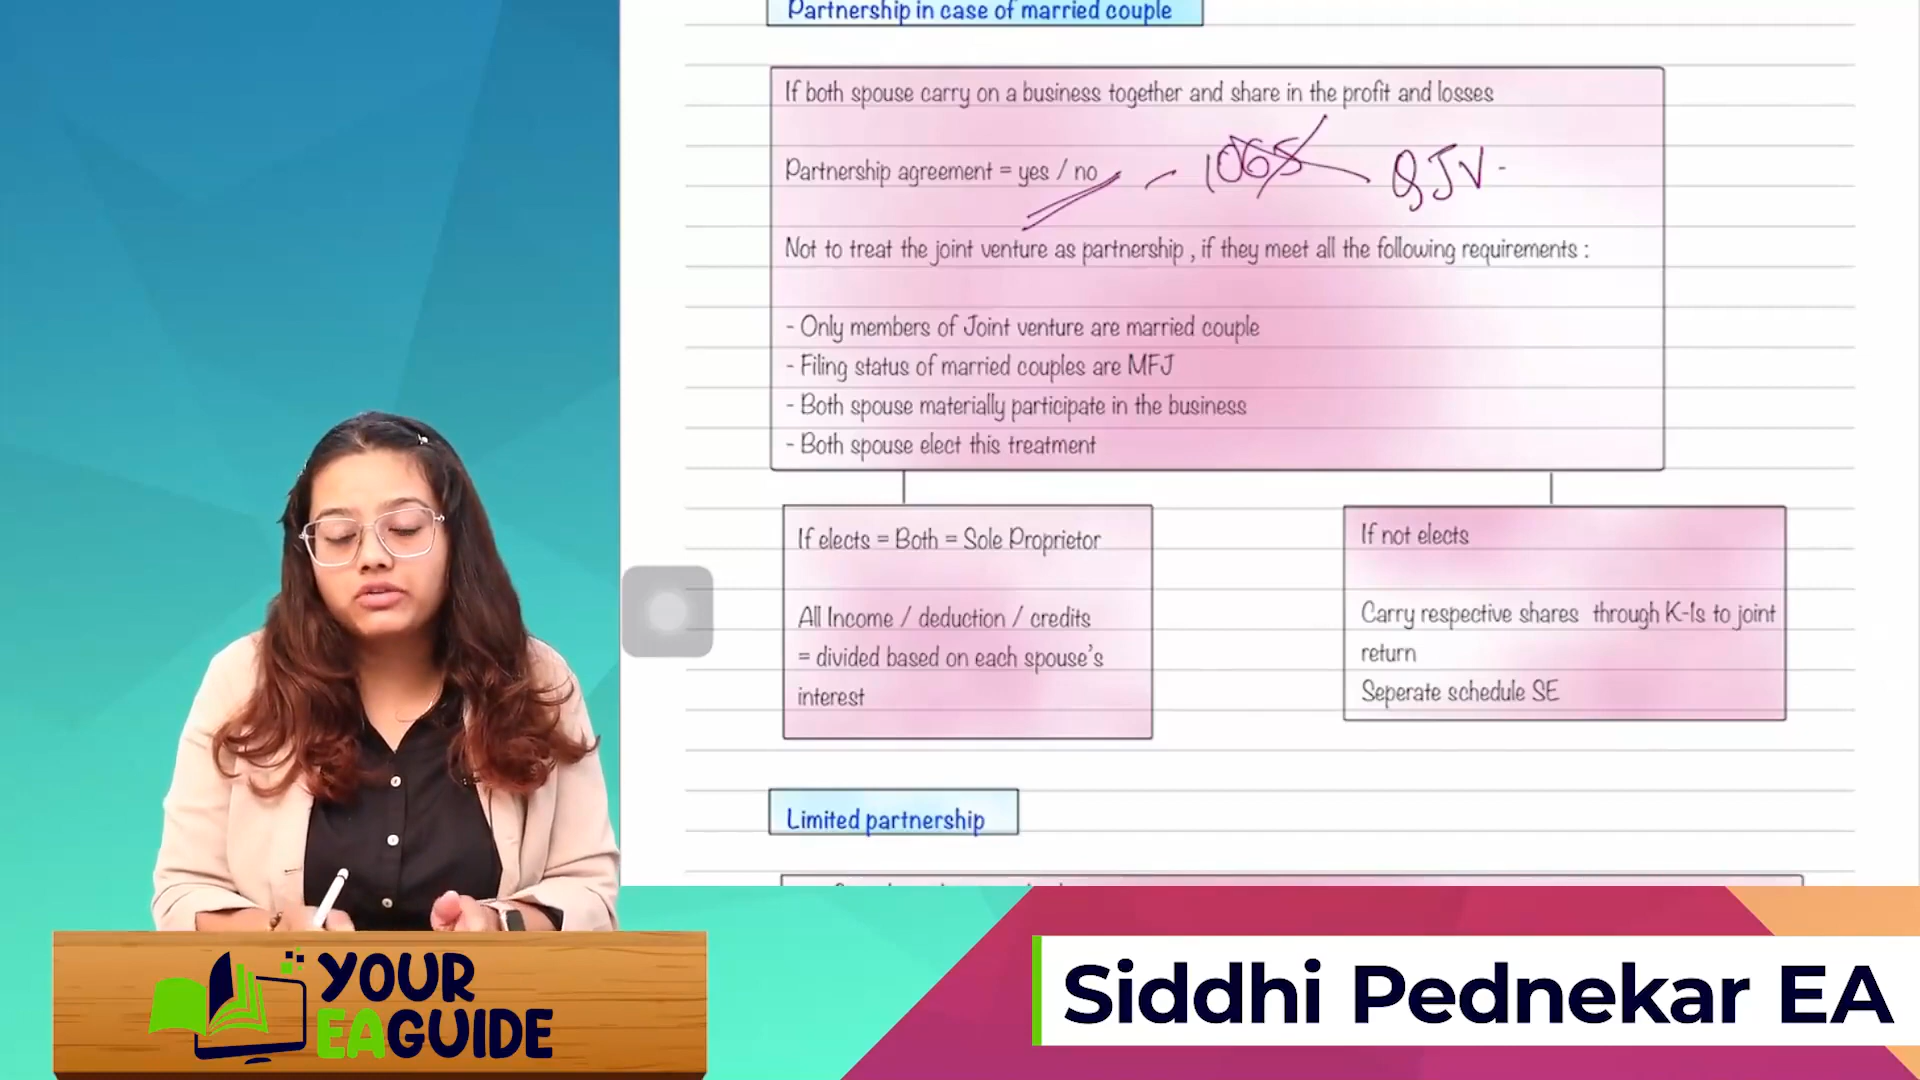 Partnership in case of married couple
If both spouse carry on a business together and share in the profit and losses
Partnership agreement = yes / no
1065 QJV -
Not to treat the joint venture as partnership , if they meet all the following requirements :
- Only members of Joint venture are married couple
- Filing status of married couples are MFJ
- Both spouse materially participate in the business
- Both spouse elect this treatment
If elects = Both = Sole Proprietor
All Income / deduction / credits
= divided based on each spouse's
interest
If not elects
Carry respective shares through K-1s to joint
return
Seperate schedule SE
Limited partnership
YOUR
EAGUIDE
Siddhi Pednekar EA